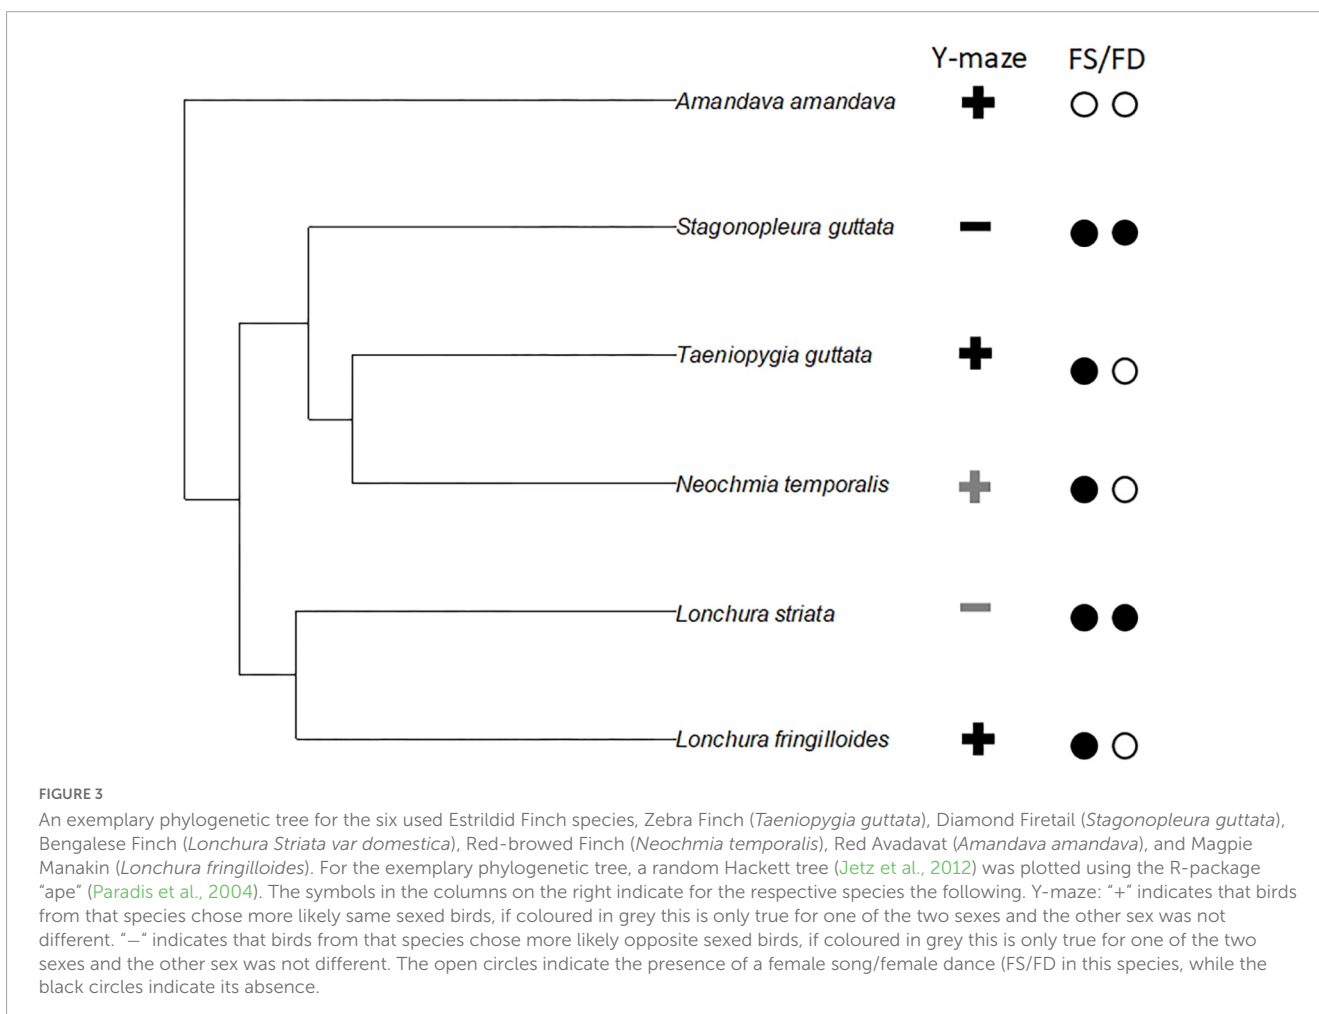 Y-maze FS/FD
Amandava amandava
Stagonopleura guttata
Taeniopygia guttata
Neochmia temporalis
Lonchura striata
Lonchura fringilloides
FIGURE 3
An exemplary phylogenetic tree for the six used Estrildid Finch species, Zebra Finch (Taeniopygia guttata), Diamond Firetail (Stagonopleura guttata),
Bengalese Finch (Lonchura Striata var domestica), Red-browed Finch (Neochmia temporalis), Red Avadavat (Amandava amandava), and Magpie
Manakin (Lonchura fringilloides). For the exemplary phylogenetic tree, a random Hackett tree (Jetz et al., 2012) was plotted using the R-package
“ape” (Paradis et al., 2004). The symbols in the columns on the right indicate for the respective species the following. Y-maze: “+” indicates that birds
from that species chose more likely same sexed birds, if coloured in grey this is only true for one of the two sexes and the other sex was not
different. “−“ indicates that birds from that species chose more likely opposite sexed birds, if coloured in grey this is only true for one of the two
sexes and the other sex was not different. The open circles indicate the presence of a female song/female dance (FS/FD in this species, while the
black circles indicate its absence.